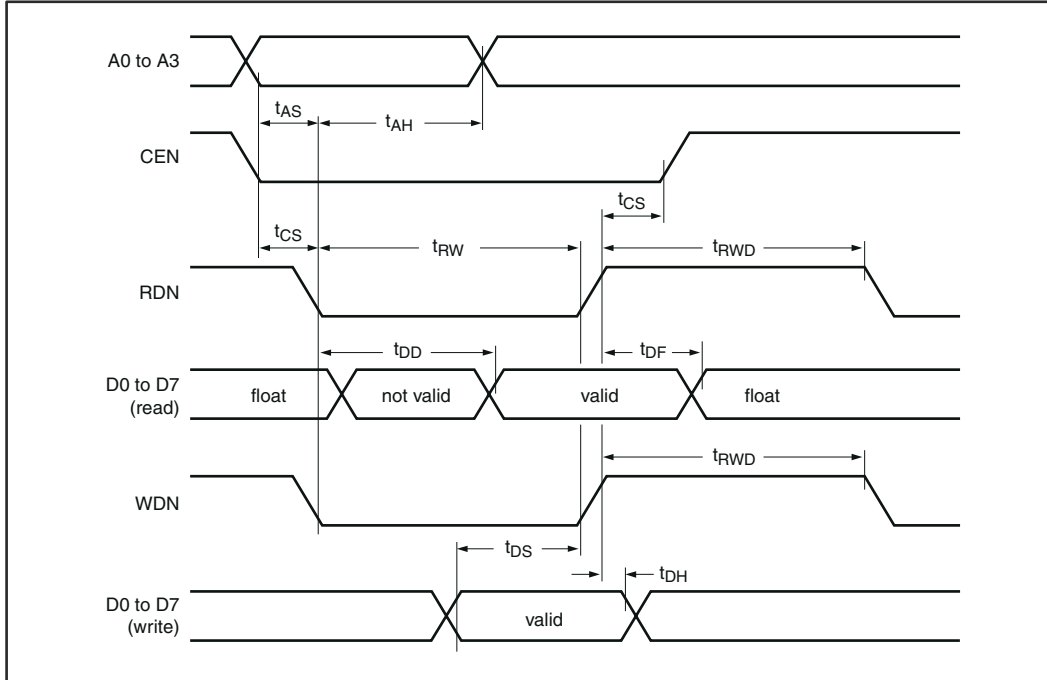 A0 to A3
tAS
tAH
CEN
tCS
tCS
tRW
tRWD
RDN
tDD
tDF
D0 to D7
(read)
float
not valid
valid
float
tRWD
WDN
tDS
tDH
D0 to D7
(write)
valid